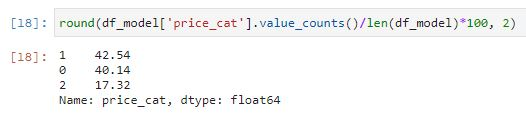 [18]: round(df_model['price_cat'].value_counts()/len(df_model)*100, 2)
[18]: 1    42.54
0    40.14
2    17.32
Name: price_cat, dtype: float64